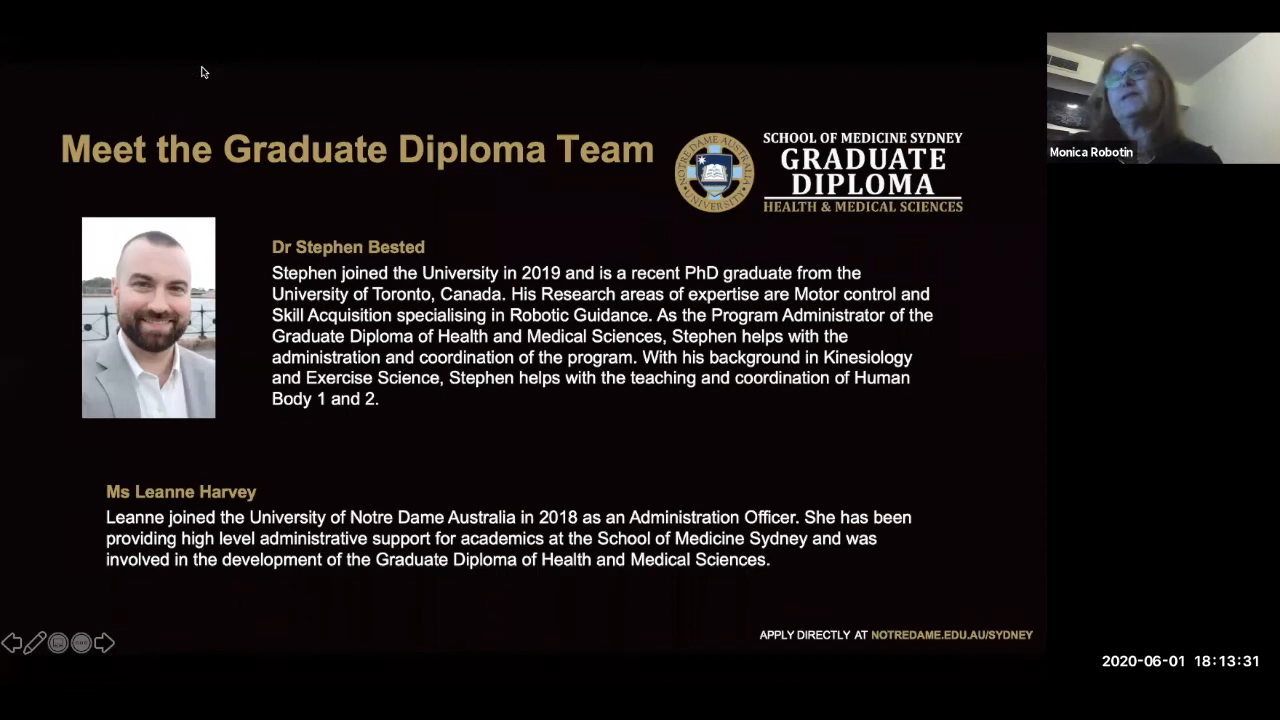 Meet the Graduate Diploma Team
NOTRE DAME AUSTRALIA
UNIVERSITY
SCHOOL OF MEDICINE SYDNEY
GRADUATE
DIPLOMA
HEALTH & MEDICAL SCIENCES
Monica Robotin
Dr Stephen Bested
Stephen joined the University in 2019 and is a recent PhD graduate from the
University of Toronto, Canada. His Research areas of expertise are Motor control and
Skill Acquisition specialising in Robotic Guidance. As the Program Administrator of the
Graduate Diploma of Health and Medical Sciences, Stephen helps with the
administration and coordination of the program. With his background in Kinesiology
and Exercise Science, Stephen helps with the teaching and coordination of Human
Body 1 and 2.
Ms Leanne Harvey
Leanne joined the University of Notre Dame Australia in 2018 as an Administration Officer. She has been
providing high level administrative support for academics at the School of Medicine Sydney and was
involved in the development of the Graduate Diploma of Health and Medical Sciences.
APPLY DIRECTLY AT NOTREDAME.EDU.AU/SYDNEY
2020-06-01 18:13:31